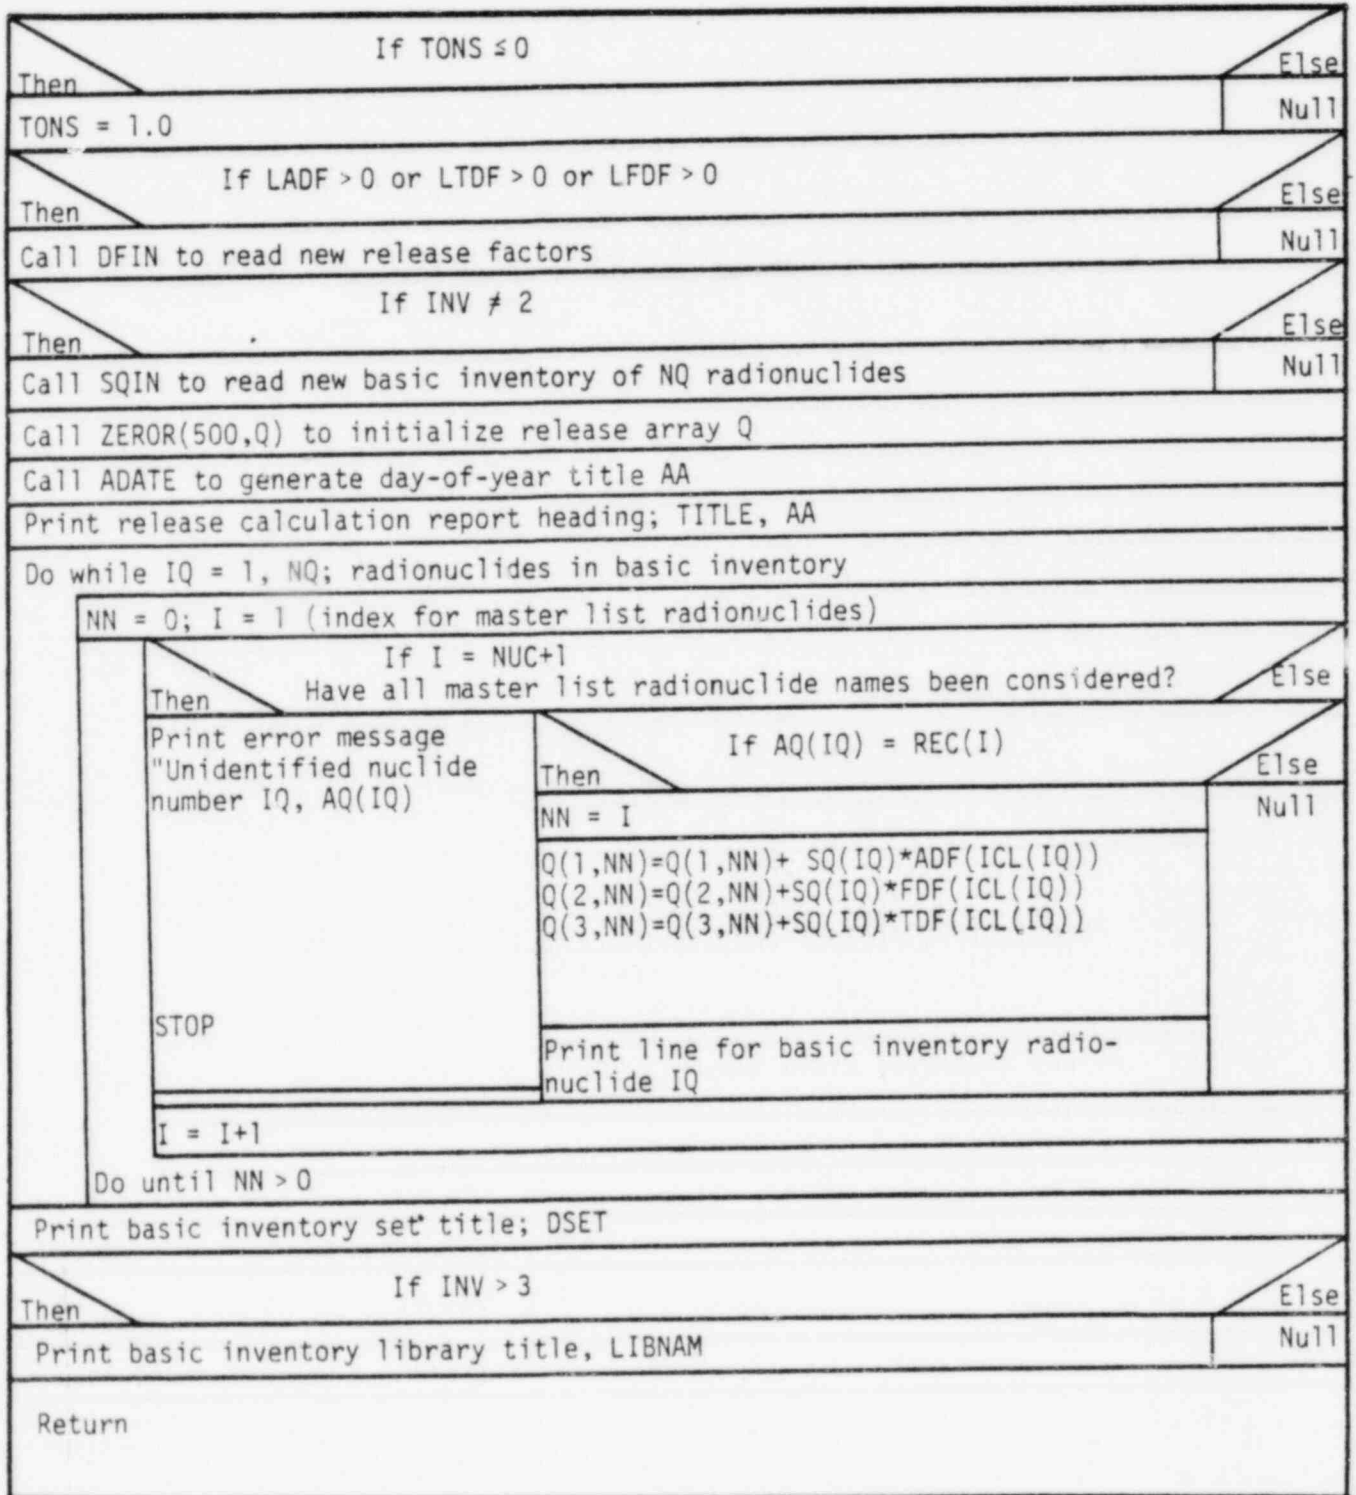 If TONS ≤ 0
Then
Else
TONS = 1.0
Null
If LADF > 0 or LTDF > 0 or LFDF > 0
Then
Else
Call DFIN to read new release factors
Null
If INV ≠ 2
Then
Else
Call SQIN to read new basic inventory of NQ radionuclides
Null
Call ZEROR(500,Q) to initialize release array Q
Call ADATE to generate day-of-year title AA
Print release calculation report heading; TITLE, AA
Do while IQ = 1, NQ; radionuclides in basic inventory
NN = 0; I = 1 (index for master list radionuclides)
If I = NUC+1
Have all master list radionuclide names been considered?
Then
Else
Print error message
"Unidentified nuclide
number IQ, AQ(IQ)
STOP
If AQ(IQ) = REC(I)
Then
Else
NN = I
Null
Q(1,NN)=Q(1,NN)+ SQ(IQ)*ADF(ICL(IQ))
Q(2,NN)=Q(2,NN)+SQ(IQ)*FDF(ICL(IQ))
Q(3,NN)=Q(3,NN)+SQ(IQ)*TDF(ICL(IQ))
Print line for basic inventory radio-
nuclide IQ
I = I+1
Do until NN > 0
Print basic inventory set title; DSET
If INV > 3
Then
Else
Print basic inventory library title, LIBNAM
Null
Return